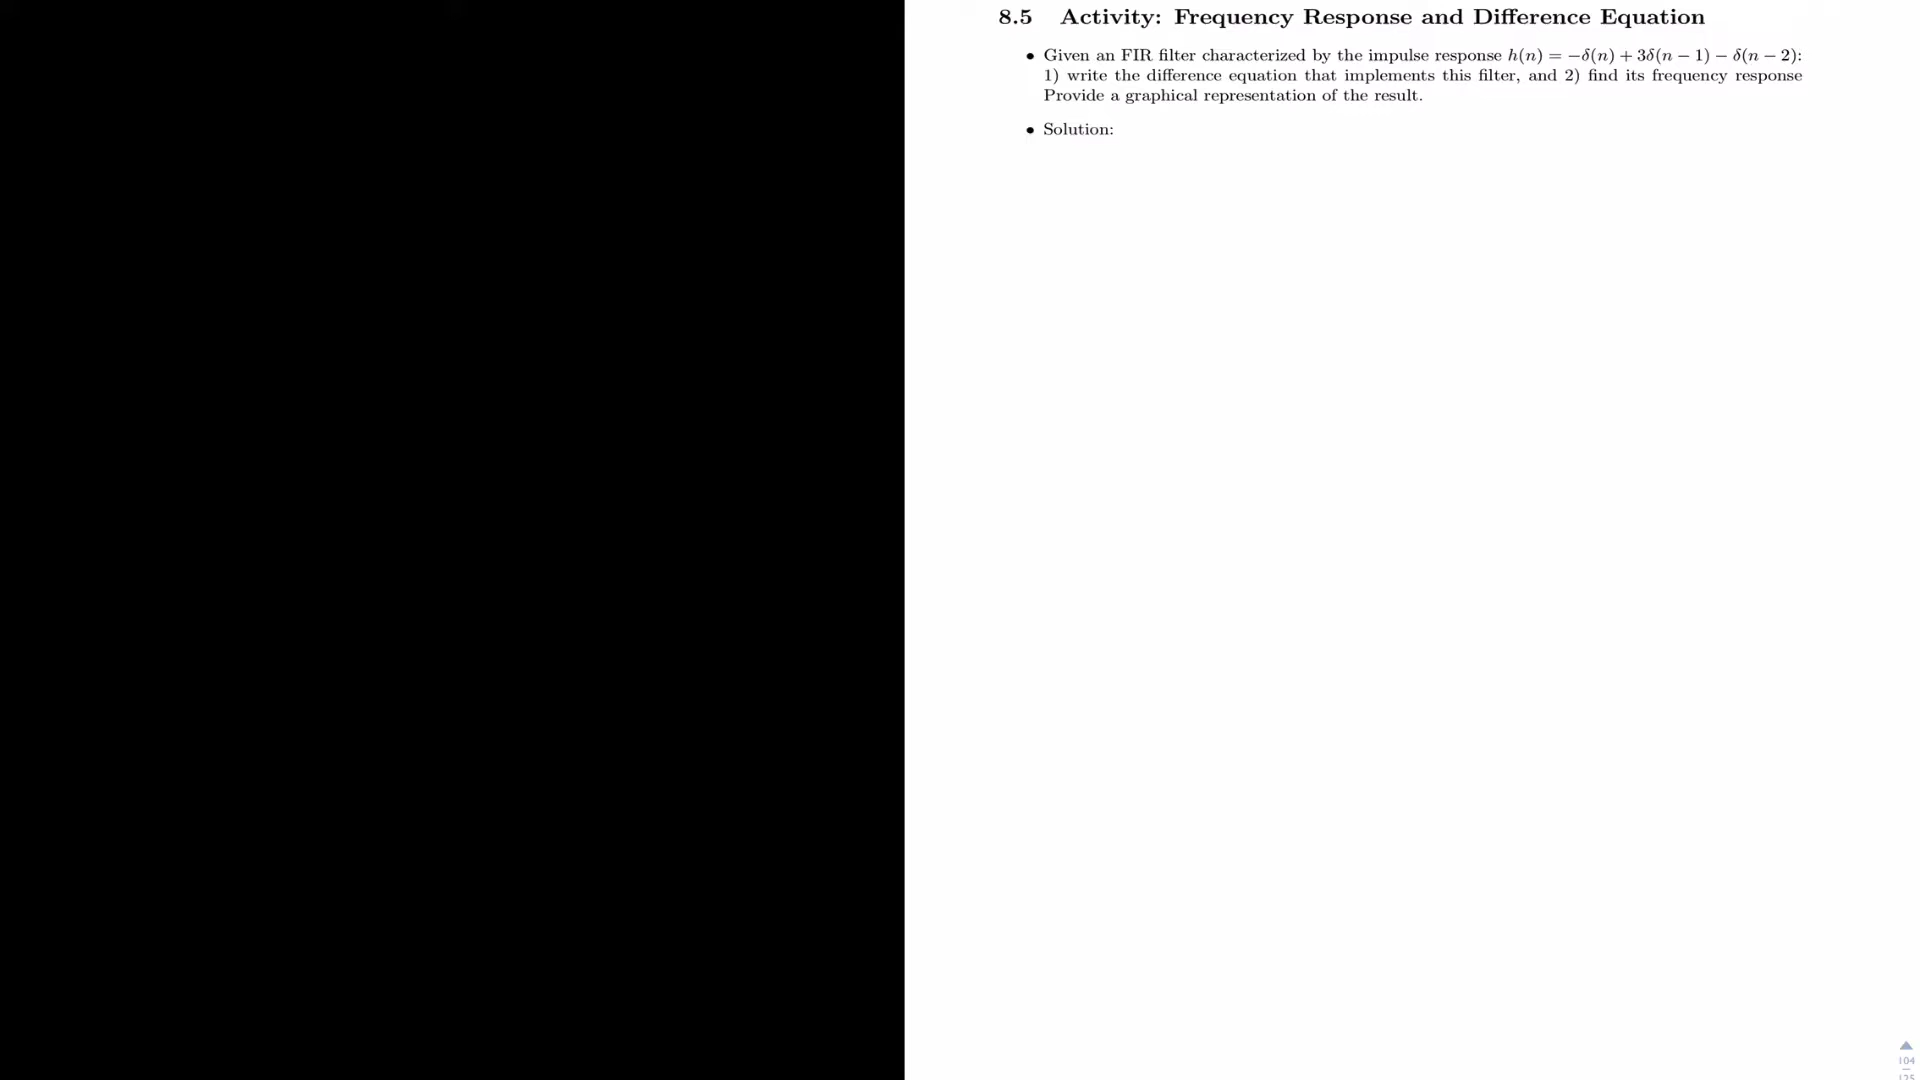 8.5 Activity: Frequency Response and Difference Equation
• Given an FIR filter characterized by the impulse response h(n) = −δ(n) + 3δ(n − 1) − δ(n − 2):
1) write the difference equation that implements this filter, and 2) find its frequency response
Provide a graphical representation of the result.
• Solution:
104
125